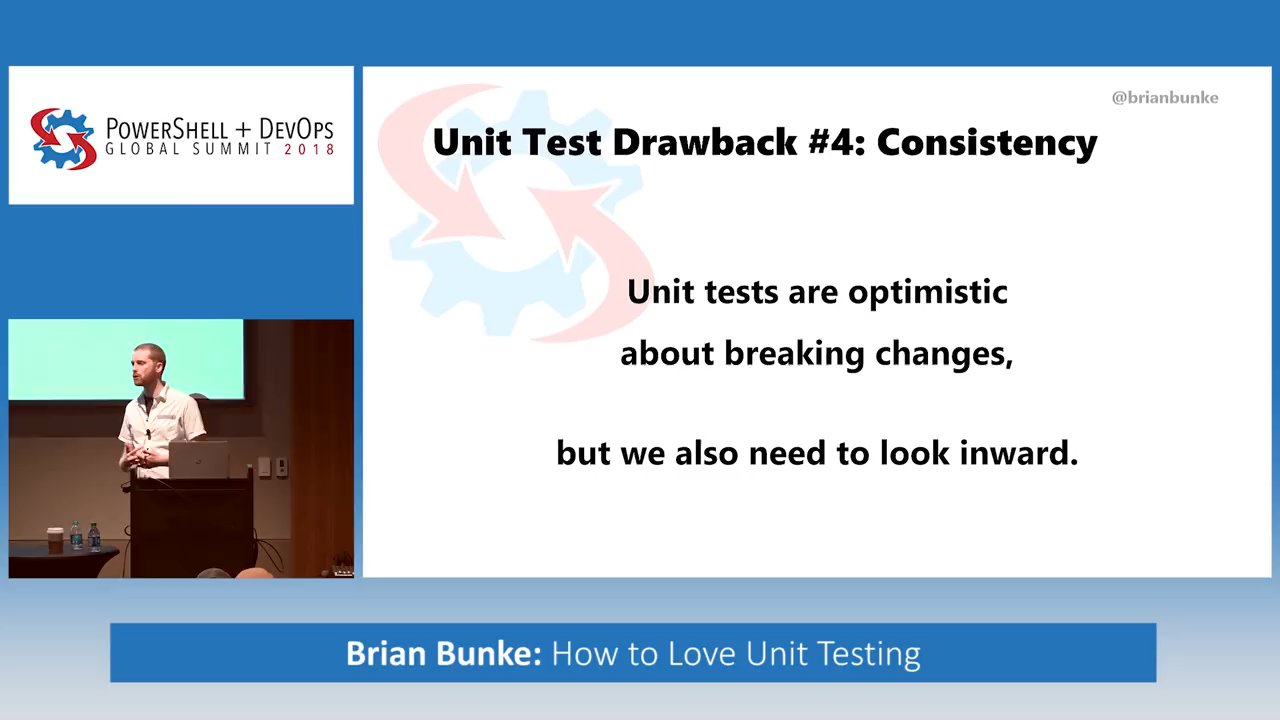 POWERSHELL + DEVOPS
GLOBAL SUMMIT 2018
@brianbunke
Unit Test Drawback #4: Consistency
Unit tests are optimistic
about breaking changes,
but we also need to look inward.
Brian Bunke: How to Love Unit Testing